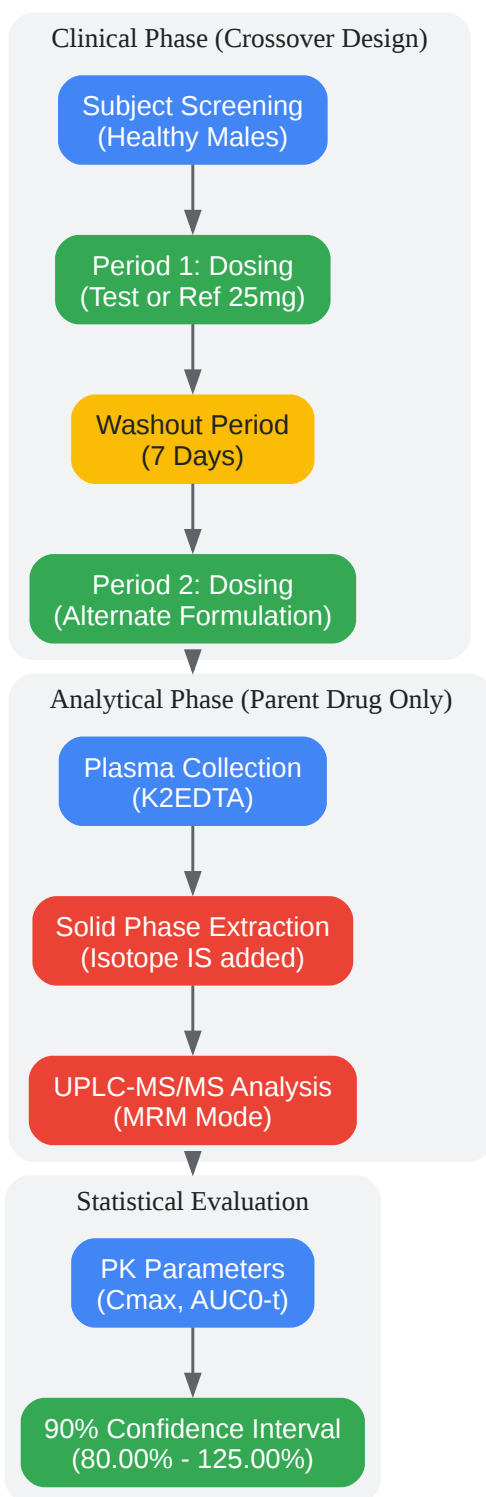 Clinical Phase (Crossover Design)
Subject Screening
(Healthy Males)
Period 1: Dosing
(Test or Ref 25mg)
Washout Period
(7 Days)
Period 2: Dosing
(Alternate Formulation)
Analytical Phase (Parent Drug Only)
Plasma Collection
(K2EDTA)
Solid Phase Extraction
(Isotope IS added)
UPLC-MS/MS Analysis
(MRM Mode)
Statistical Evaluation
PK Parameters
(Cmax, AUC0-t)
90% Confidence Interval
(80.00% - 125.00%)